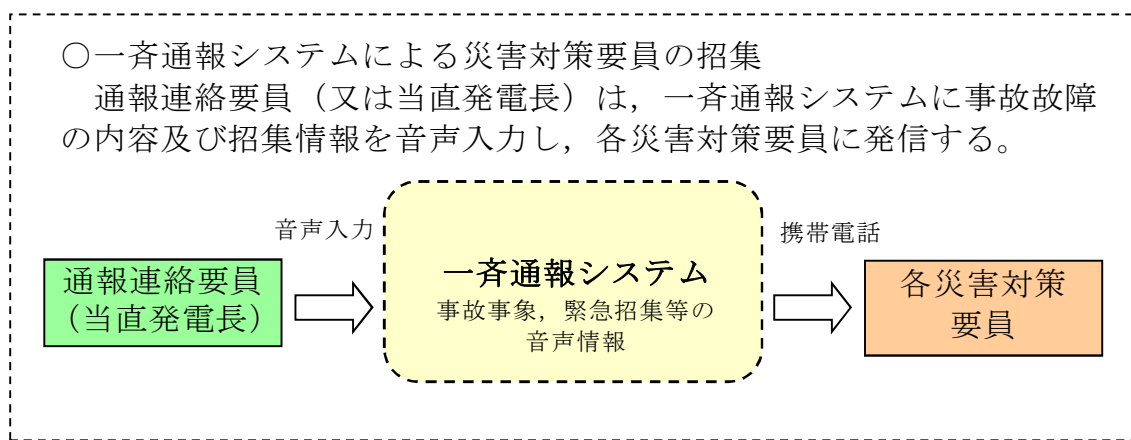 ○一斉通報システムによる災害対策要員の招集
通報連絡要員（又は当直発電長）は，一斉通報システムに事故故障
の内容及び招集情報を音声入力し，各災害対策要員に発信する。
音声入力
携帯電話
通報連絡要員
（当直発電長）
一斉通報システム
事故事象，緊急招集等の
音声情報
各災害対策
要員